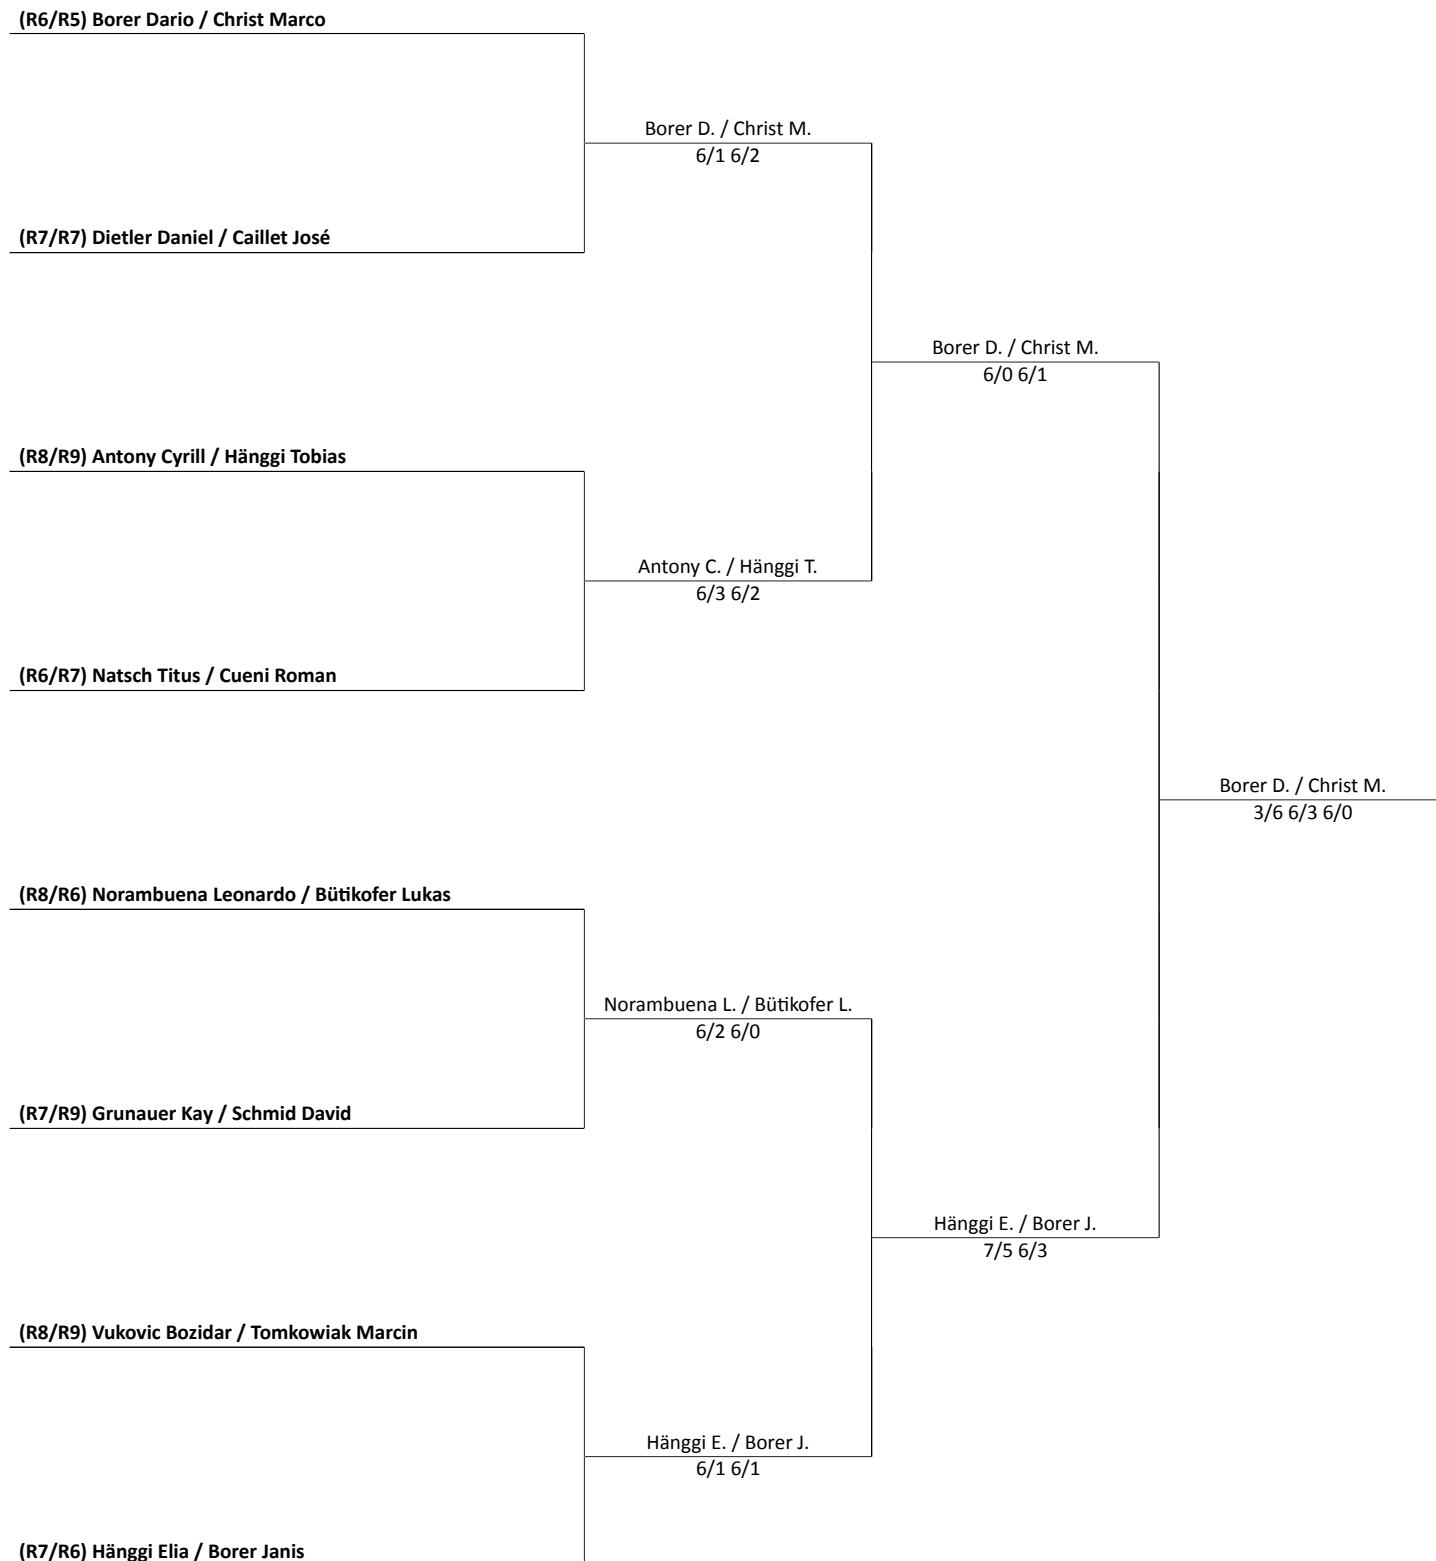 (R6/R5) Borer Dario / Christ Marco
Borer D. / Christ M.
6/1 6/2
(R7/R7) Dietler Daniel / Caillet José
Borer D. / Christ M.
6/0 6/1
(R8/R9) Antony Cyrill / Hänggi Tobias
Antony C. / Hänggi T.
6/3 6/2
(R6/R7) Natsch Titus / Cueni Roman
Borer D. / Christ M.
3/6 6/3 6/0
(R8/R6) Norambuena Leonardo / Bütikofer Lukas
Norambuena L. / Bütikofer L.
6/2 6/0
(R7/R9) Grunauer Kay / Schmid David
Hänggi E. / Borer J.
7/5 6/3
(R8/R9) Vukovic Bozidar / Tomkowiak Marcin
Hänggi E. / Borer J.
6/1 6/1
(R7/R6) Hänggi Elia / Borer Janis